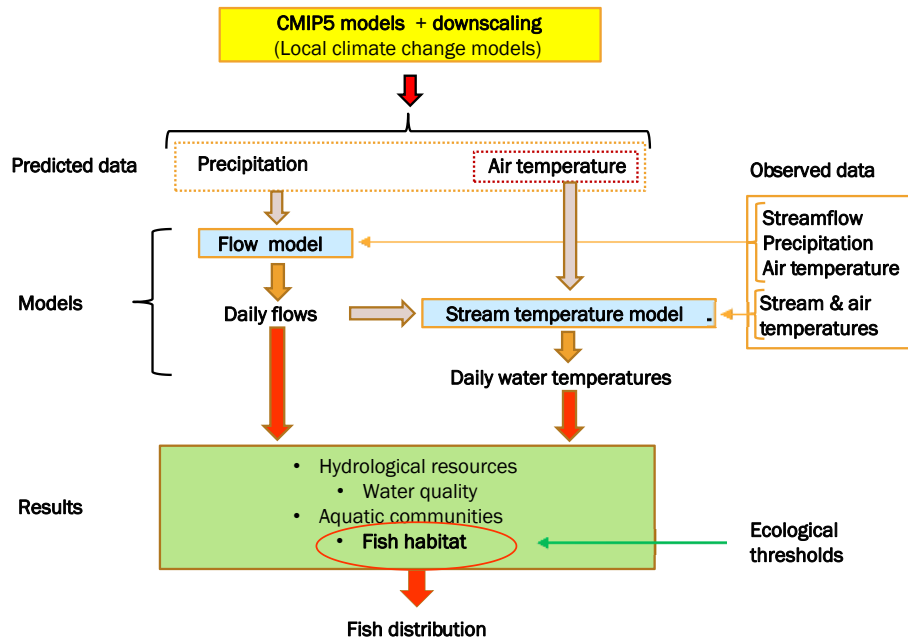 CMIP5 models + downscaling
(Local climate change models)
Predicted data
Precipitation
Air temperature
Observed data
Streamflow
Precipitation
Air temperature
Flow model
Models
Daily flows
Stream temperature model .
Stream & air
temperatures
Daily water temperatures
• Hydrological resources
• Water quality
Results
• Aquatic communities
• Fish habitat
Ecological
thresholds
Fish distribution